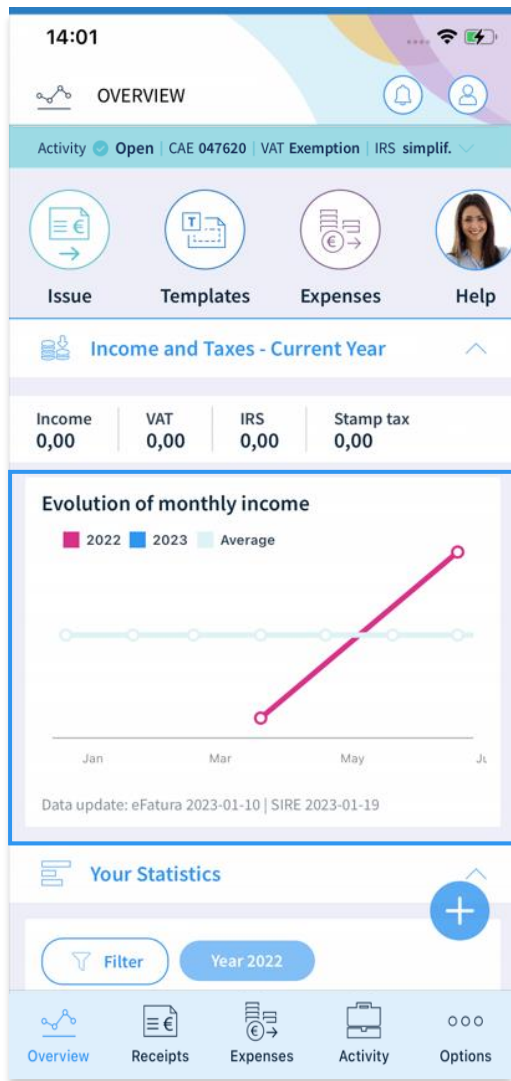 14:01
OVERVIEW
Activity Open | CAE 047620 | VAT Exemption | IRS simplif.
Issue Templates Expenses Help
Income and Taxes - Current Year
Income VAT IRS Stamp tax
0,00 0,00 0,00 0,00
Evolution of monthly income
2022 2023 Average
Jan Mar May
Data update: eFatura 2023-01-10 | SIRE 2023-01-19
Your Statistics
Filter Year 2022
Overview Receipts Expenses Activity Options